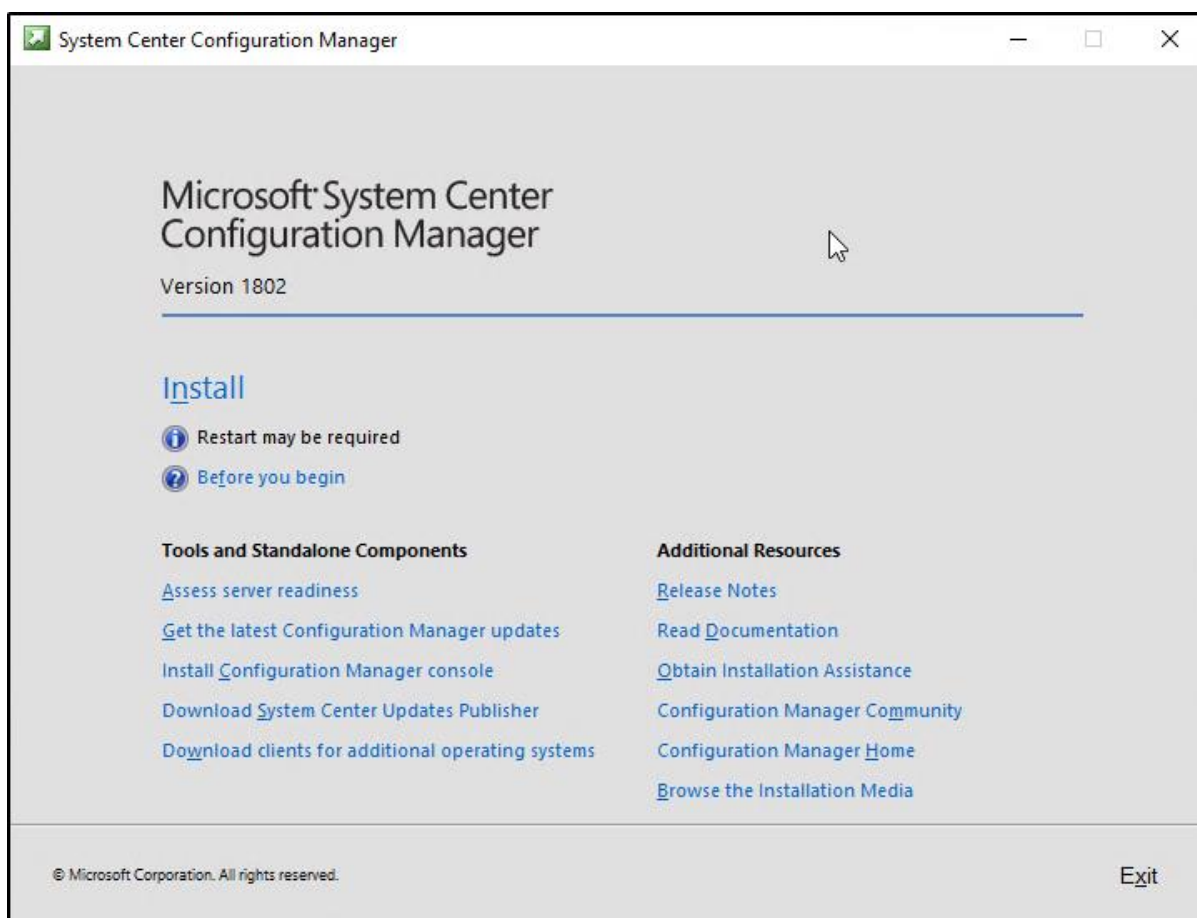 System Center Configuration Manager
Microsoft System Center
Configuration Manager
Version 1802
Install
Restart may be required
Before you begin
Tools and Standalone Components
Assess server readiness
Get the latest Configuration Manager updates
Install Configuration Manager console
Download System Center Updates Publisher
Download clients for additional operating systems
Additional Resources
Release Notes
Read Documentation
Obtain Installation Assistance
Configuration Manager Community
Configuration Manager Home
Browse the Installation Media
© Microsoft Corporation. All rights reserved.
Exit